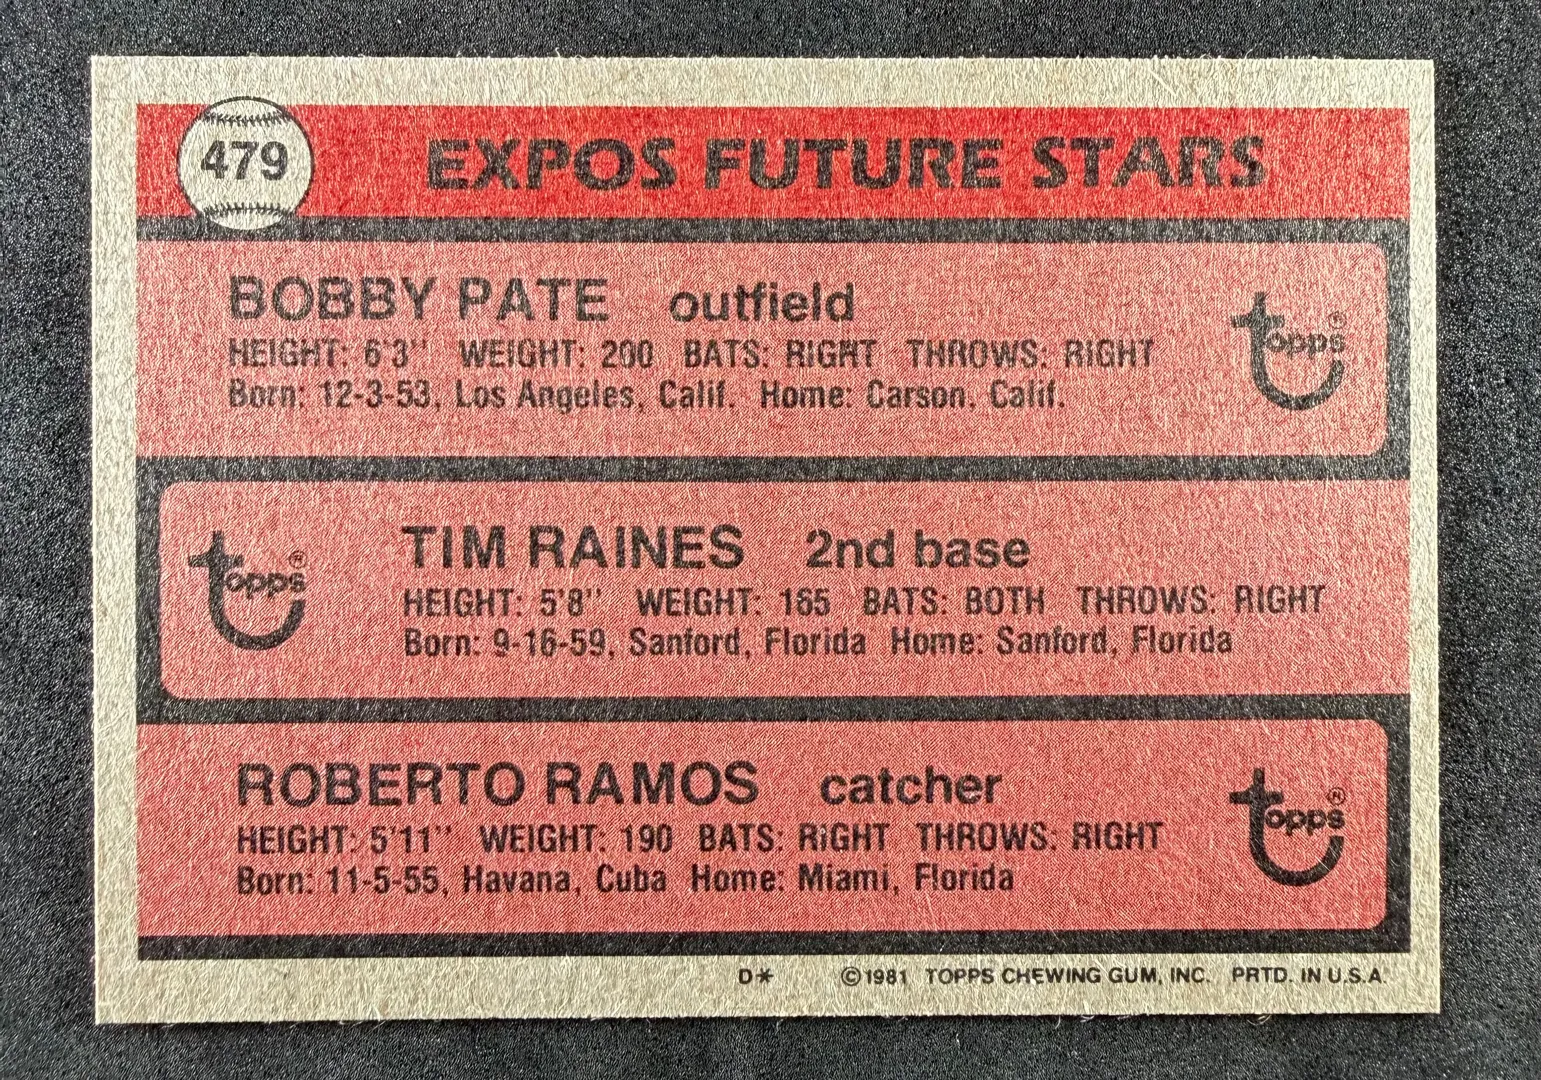 479
EXPOS FUTURE STARS
BOBBY PATE outfield
HEIGHT: 6'3" WEIGHT: 200 BATS: RIGHT THROWS: RIGHT
Born: 12-3-53, Los Angeles, Calif. Home: Carson, Calif.
Topps®
TIM RAINES 2nd base
HEIGHT: 5'8" WEIGHT: 165 BATS: BOTH THROWS: RIGHT
Born: 9-16-59, Sanford, Florida Home: Sanford, Florida
Topps®
ROBERTO RAMOS catcher
HEIGHT: 5'11" WEIGHT: 190 BATS: RIGHT THROWS: RIGHT
Born: 11-5-55, Havana, Cuba Home: Miami, Florida
Topps®
D* ©1981 TOPPS CHEWING GUM, INC. PRTD. IN U.S.A.